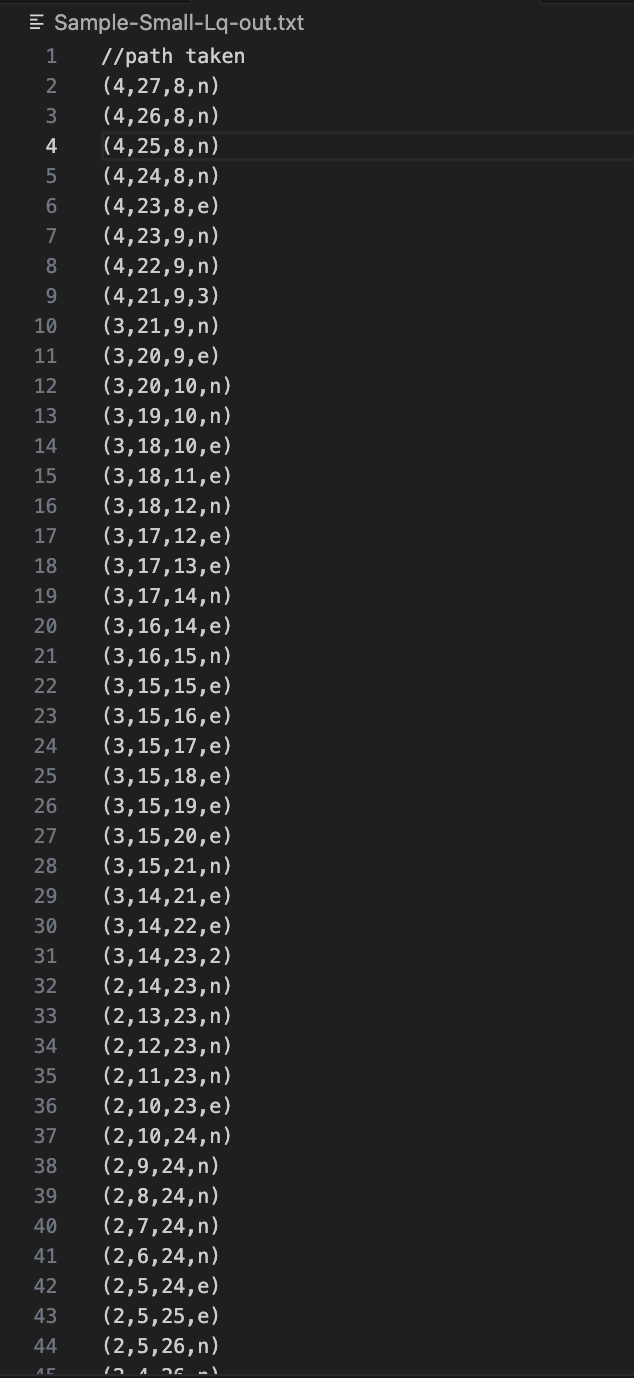 Sample-Small-Lq-out.txt
1 //path taken
2 (4,27,8,n)
3 (4,26,8,n)
4 (4,25,8,n)
5 (4,24,8,n)
6 (4,23,8,e)
7 (4,23,9,n)
8 (4,22,9,n)
9 (4,21,9,3)
10 (3,21,9,n)
11 (3,20,9,e)
12 (3,20,10,n)
13 (3,19,10,n)
14 (3,18,10,e)
15 (3,18,11,e)
16 (3,18,12,n)
17 (3,17,12,e)
18 (3,17,13,e)
19 (3,17,14,n)
20 (3,16,14,e)
21 (3,16,15,n)
22 (3,15,15,e)
23 (3,15,16,e)
24 (3,15,17,e)
25 (3,15,18,e)
26 (3,15,19,e)
27 (3,15,20,e)
28 (3,15,21,n)
29 (3,14,21,e)
30 (3,14,22,e)
31 (3,14,23,2)
32 (2,14,23,n)
33 (2,13,23,n)
34 (2,12,23,n)
35 (2,11,23,n)
36 (2,10,23,e)
37 (2,10,24,n)
38 (2,9,24,n)
39 (2,8,24,n)
40 (2,7,24,n)
41 (2,6,24,n)
42 (2,5,24,e)
43 (2,5,25,e)
44 (2,5,26,n)